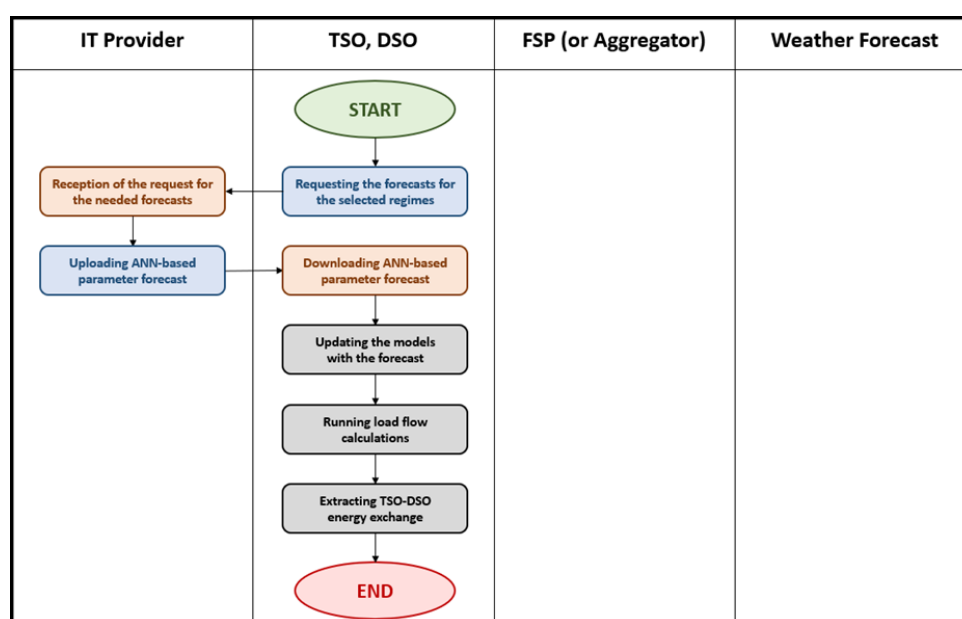 IT Provider
TSO, DSO
FSP (or Aggregator)
Weather Forecast
START
Reception of the request for
the needed forecasts
Requesting the forecasts for
the selected regimes
Uploading ANN-based
parameter forecast
Downloading ANN-based
parameter forecast
Updating the models
with the forecast
Running load flow
calculations
Extracting TSO-DSO
energy exchange
END